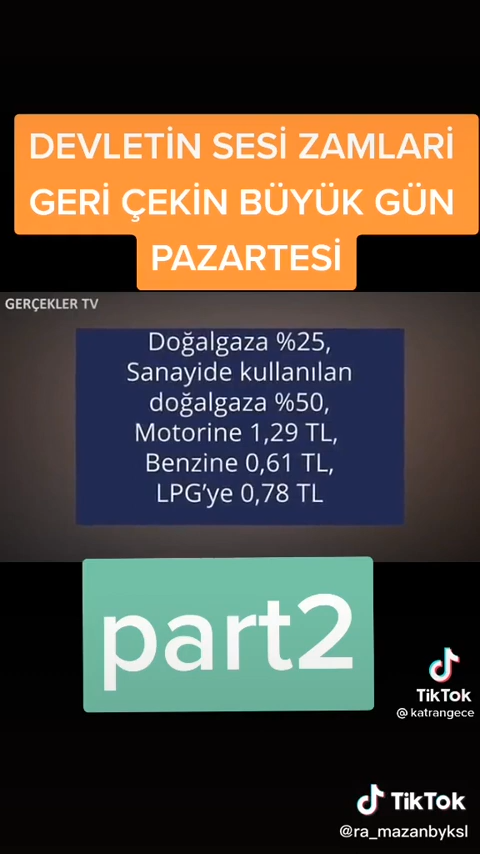 DEVLETİN SESİ ZAMLARİ
GERİ ÇEKİN BÜYÜK GÜN
PAZARTESİ
GERÇEKLER TV
Doğalgaza %25,
Sanayide kullanılan
doğalgaza %50,
Motorine 1,29 TL,
Benzine 0,61 TL,
LPG'ye 0,78 TL
part2
TikTok
@katrangece
TikTok
@ra_mazanbyksl